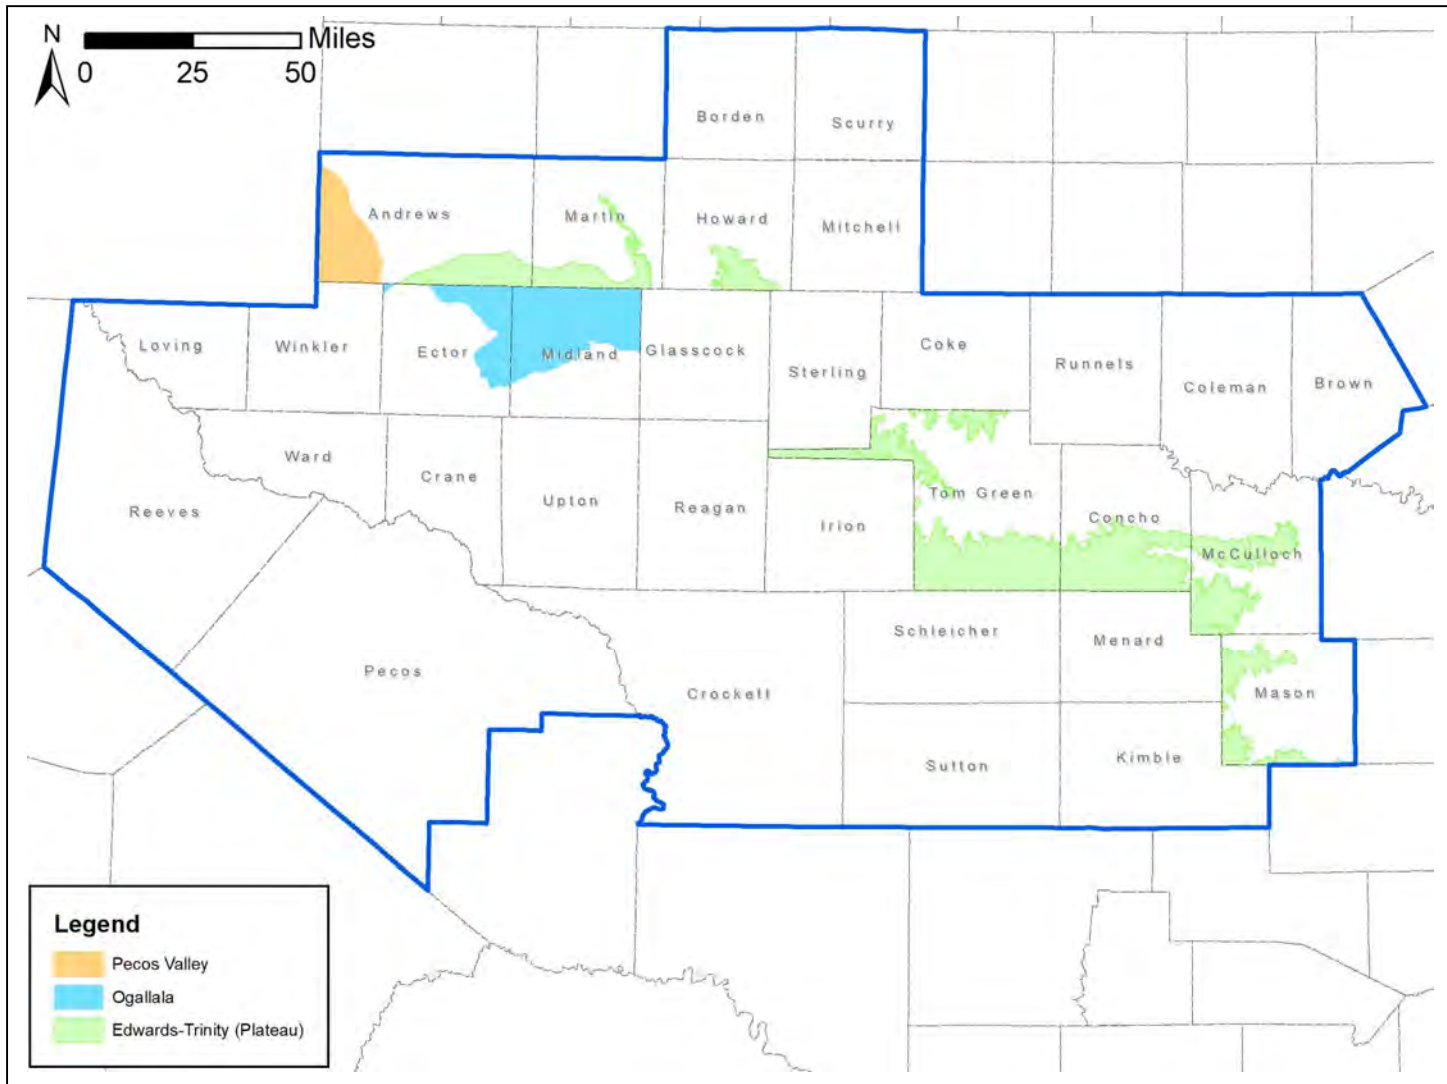 N
Miles
0 25 50
Borden
Scurry
Andrews
Martin
Howard
Mitchell
Loving
Winkler
Ector
Midland
Glasscock
Sterling
Coke
Runnels
Coleman
Brown
Ward
Crane
Upton
Reagan
Reeves
Irion
Tom Green
Concho
McCulloch
Schleicher
Menard
Pecos
Crockett
Mason
Sutton
Kimble
Legend
Pecos Valley
Ogallala
Edwards-Trinity (Plateau)